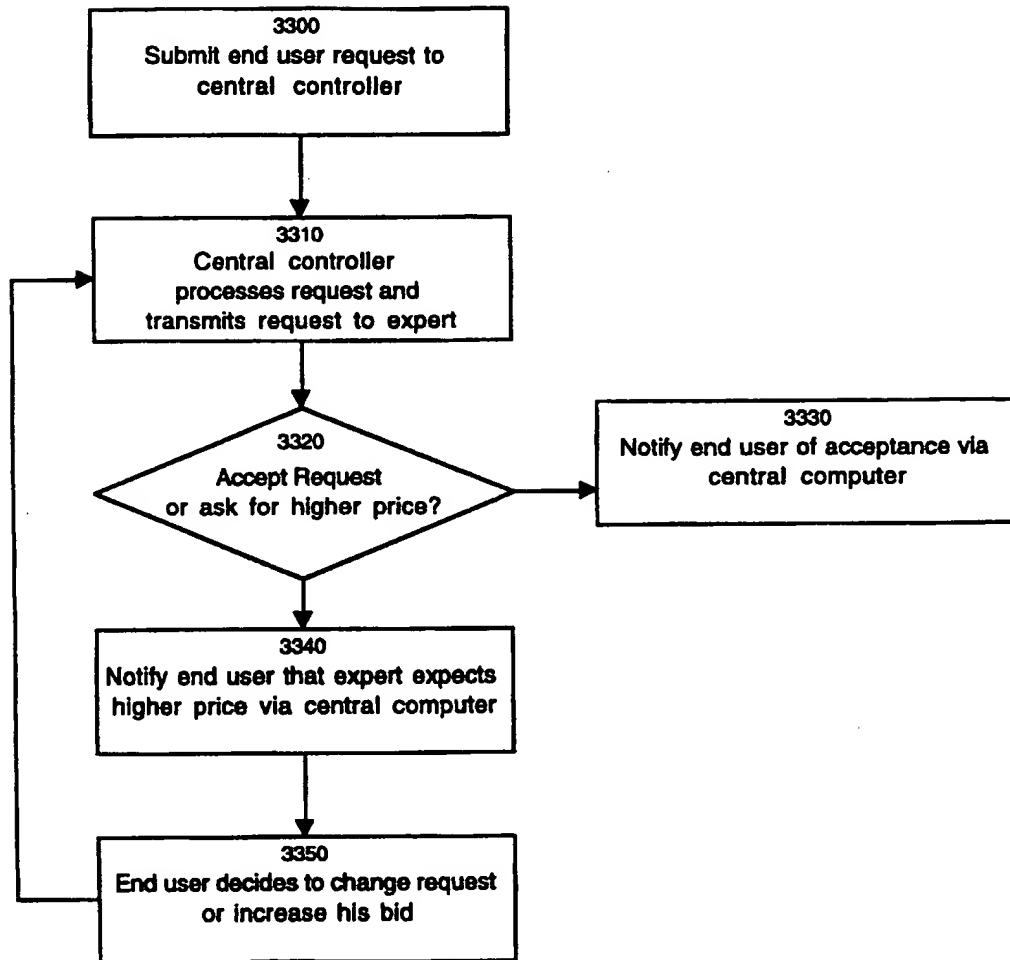 3300
Submit end user request to
central controller
3310
Central controller
processes request and
transmits request to expert
3320
Accept Request
or ask for higher price?
3330
Notify end user of acceptance via
central computer
3340
Notify end user that expert expects
higher price via central computer
3350
End user decides to change request
or increase his bid